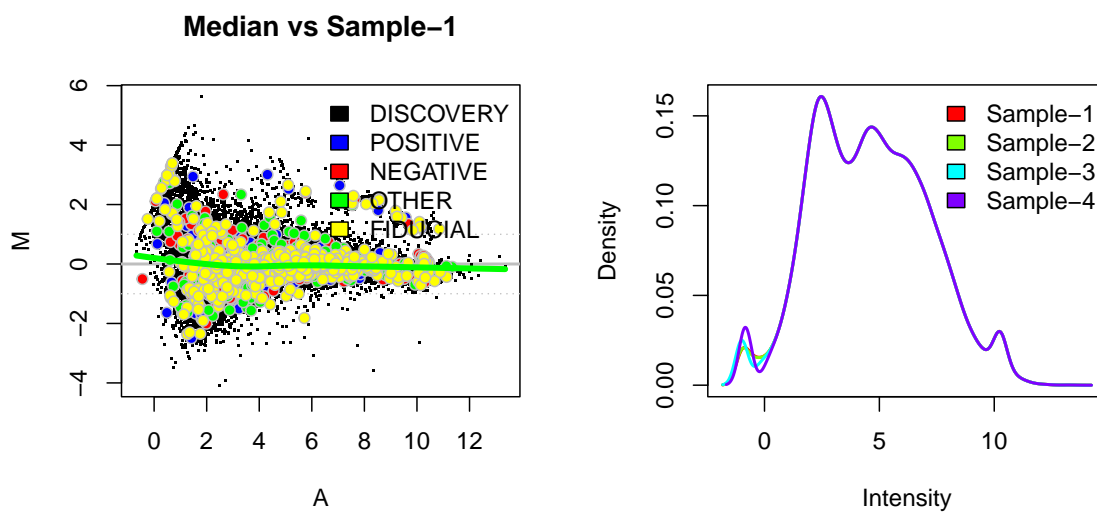 Median vs Sample−1
M
6
4
2
0
−2
−4
DISCOVERY
POSITIVE
NEGATIVE
OTHER
FIDUCIAL
0 2 4 6 8 10 12
A
Density
0.15
0.10
0.05
0.00
Sample−1
Sample−2
Sample−3
Sample−4
0 5 10
Intensity